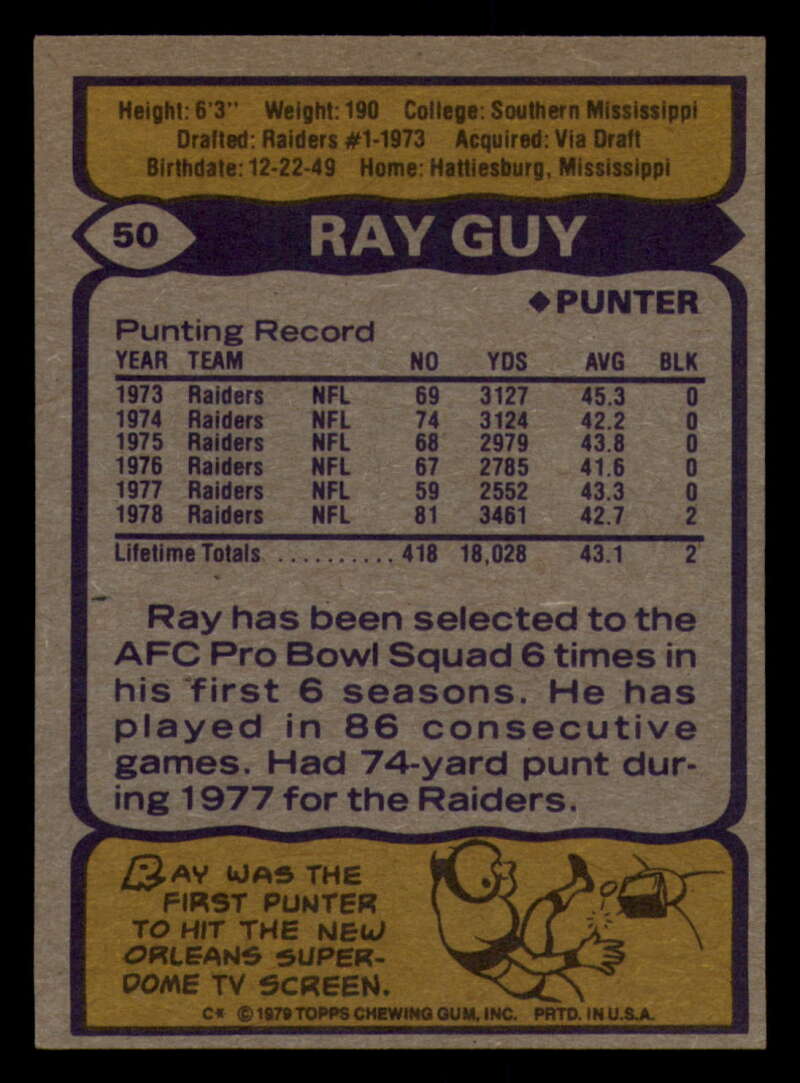 Height: 6'3" Weight: 190 College: Southern Mississippi
Drafted: Raiders #1-1973 Acquired: Via Draft
Birthdate: 12-22-49 Home: Hattiesburg, Mississippi
50 RAY GUY
◆PUNTER
Punting Record
YEAR TEAM NO YDS AVG BLK
1973 Raiders NFL 69 3127 45.3 0
1974 Raiders NFL 74 3124 42.2 0
1975 Raiders NFL 68 2979 43.8 0
1976 Raiders NFL 67 2785 41.6 0
1977 Raiders NFL 59 2552 43.3 0
1978 Raiders NFL 81 3461 42.7 2
Lifetime Totals .......... 418 18,028 43.1 2
Ray has been selected to the
AFC Pro Bowl Squad 6 times in
his first 6 seasons. He has
played in 86 consecutive
games. Had 74-yard punt dur-
ing 1977 for the Raiders.
RAY WAS THE
FIRST PUNTER
TO HIT THE NEW
ORLEANS SUPER-
DOME TV SCREEN.
C* © 1979 TOPPS CHEWING GUM, INC. PRTD. IN U.S.A.